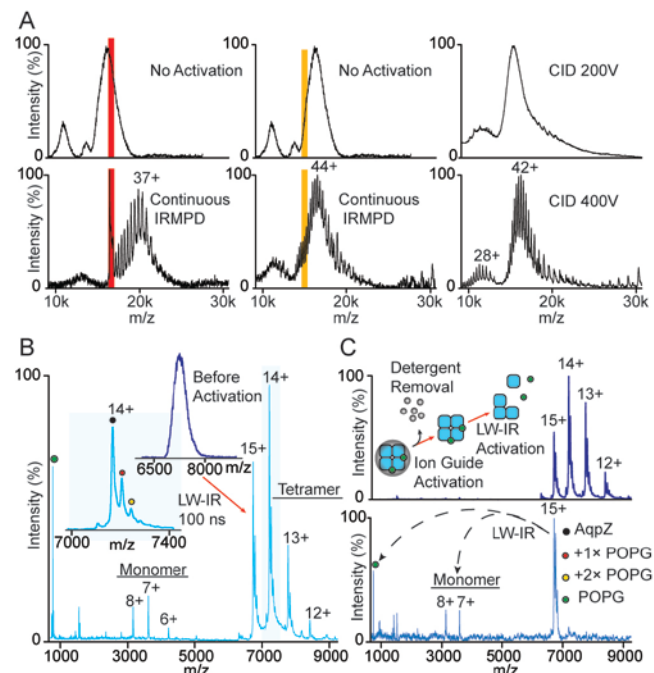 A
Intensity (%)
100
0
No Activation
100
0
No Activation
100
0
CID 200V
Intensity (%)
100
0
37+
Continuous
IRMPD
10k
20k
30k
m/z
100
0
44+
Continuous
IRMPD
10k
20k
30k
m/z
100
0
28+
42+
CID 400V
10k
20k
30k
m/z
B
Intensity (%)
100
0
Before
Activation
6500
8000
m/z
14+
LW-IR
100 ns
7000
m/z
7400
15+
14+
Tetramer
13+
12+
Monomer
8+
7+
6+
1000
3000
5000
7000
9000
m/z
C
Intensity (%)
100
0
Detergent
Removal
Ion Guide
Activation
LW-IR
Activation
15+
14+
13+
12+
100
0
LW-IR
15+
Monomer
8+
7+
AqpZ
+1× POPG
+2× POPG
POPG
1000
3000
5000
7000
9000
m/z